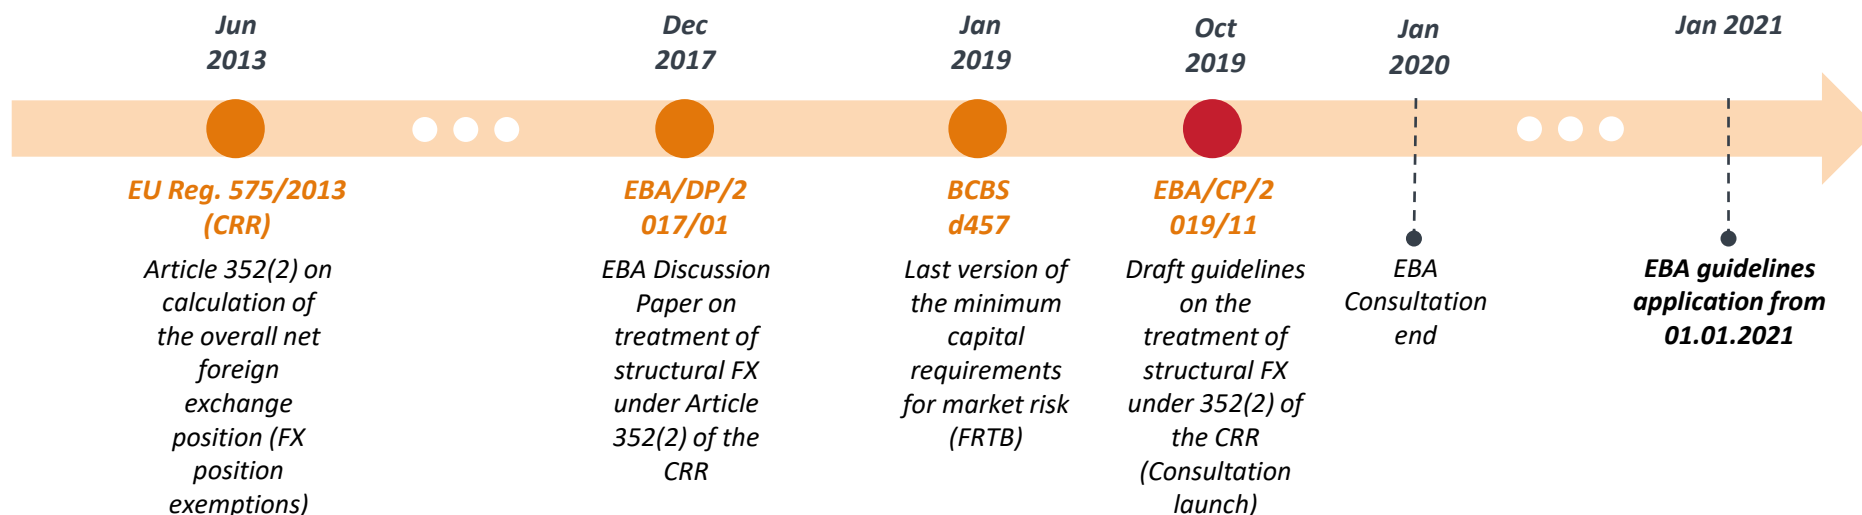 Jun
2013
Dec
2017
Jan
2019
Oct
2019
Jan
2020
Jan 2021
EU Reg. 575/2013
(CRR)
Article 352(2) on
calculation of
the overall net
foreign
exchange
position (FX
position
exemptions)
EBA/DP/2
017/01
EBA Discussion
Paper on
treatment of
structural FX
under Article
352(2) of the
CRR
BCBS
d457
Last version of
the minimum
capital
requirements
for market risk
(FRTB)
EBA/CP/2
019/11
Draft guidelines
on the
treatment of
structural FX
under 352(2) of
the CRR
(Consultation
launch)
EBA
Consultation
end
EBA guidelines
application from
01.01.2021